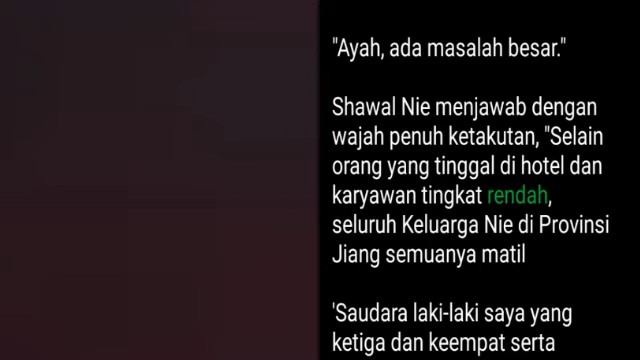 "Ayah, ada masalah besar."
Shawal Nie menjawab dengan
wajah penuh ketakutan, "Selain
orang yang tinggal di hotel dan
karyawan tingkat rendah,
seluruh Keluarga Nie di Provinsi
Jiang semuanya matil
'Saudara laki-laki saya yang
ketiga dan keempat serta